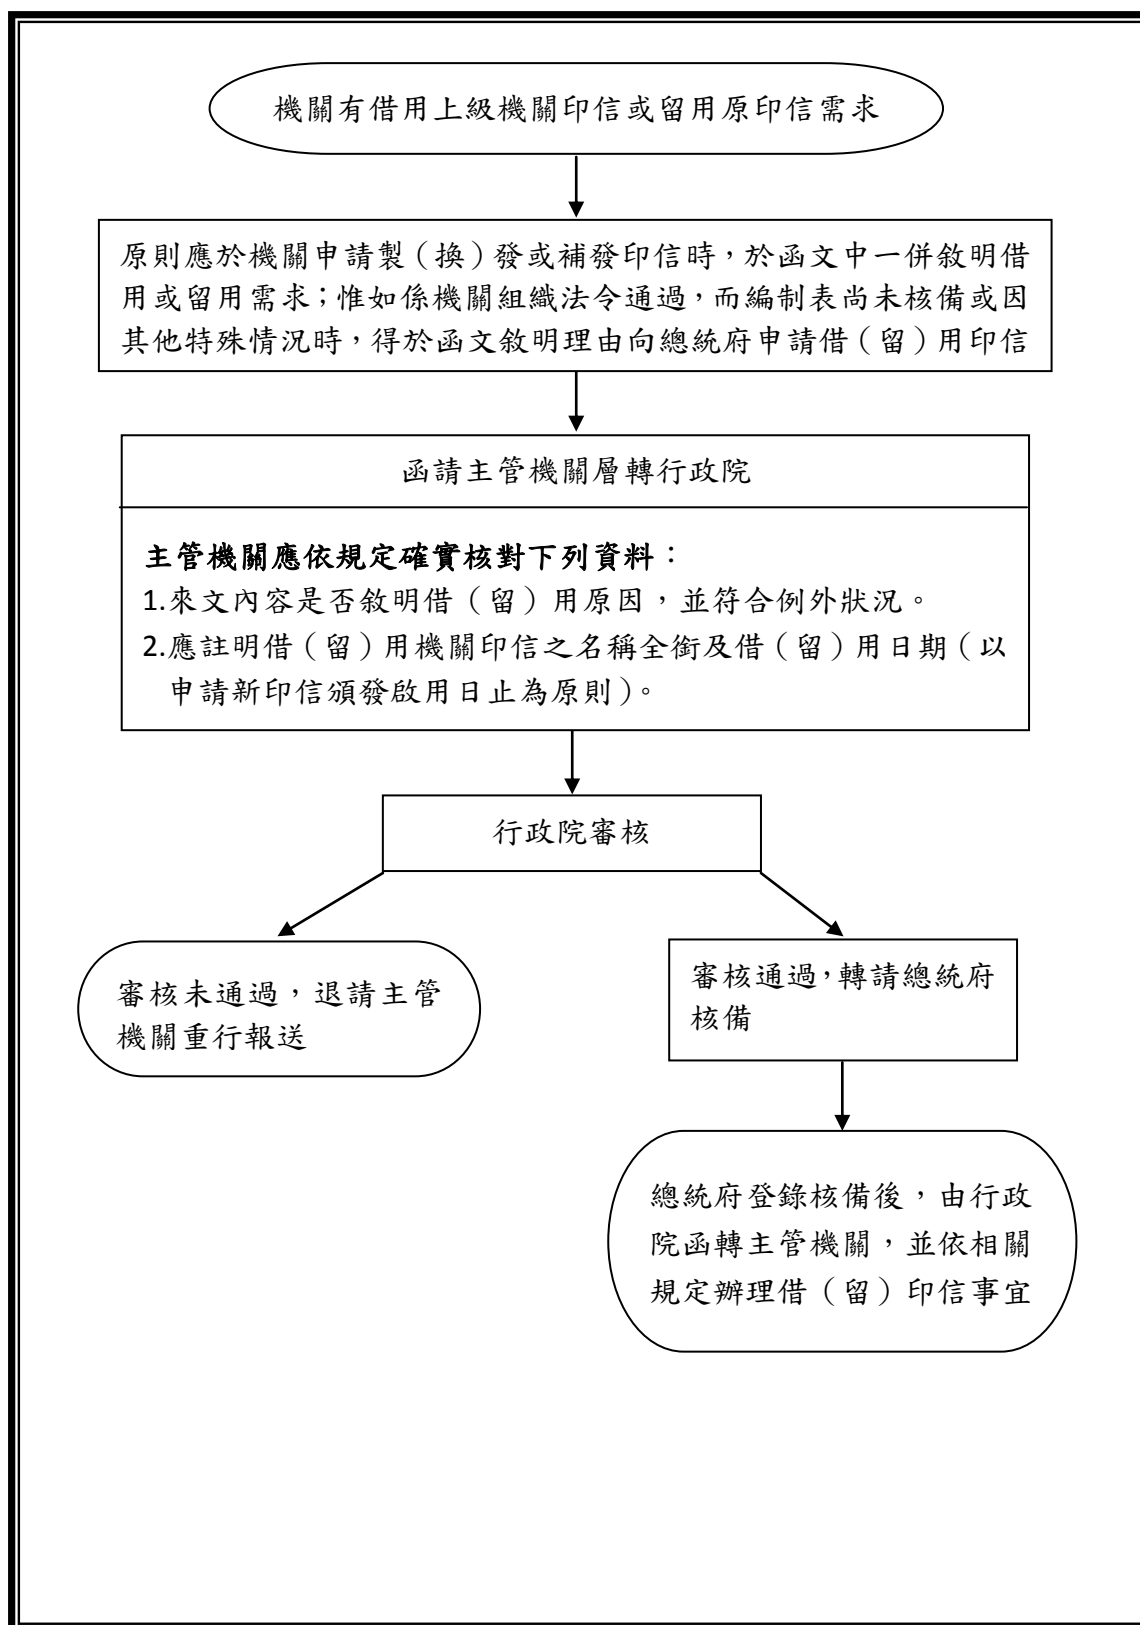 機關有借用上級機關印信或留用原印信需求
原則應於機關申請製（換）發或補發印信時，於函文中一併敘明借
用或留用需求；惟如係機關組織法令通過，而編制表尚未核備或因
其他特殊情況時，得於函文敘明理由向總統府申請借（留）用印信
函請主管機關層轉行政院
主管機關應依規定確實核對下列資料：
1.來文內容是否敘明借（留）用原因，並符合例外狀況。
2.應註明借（留）用機關印信之名稱全銜及借（留）用日期（以
申請新印信頒發啟用日止為原則）。
行政院審核
審核未通過，退請主管
機關重行報送
審核通過，轉請總統府
核備
總統府登錄核備後，由行政
院函轉主管機關，並依相關
規定辦理借（留）印信事宜